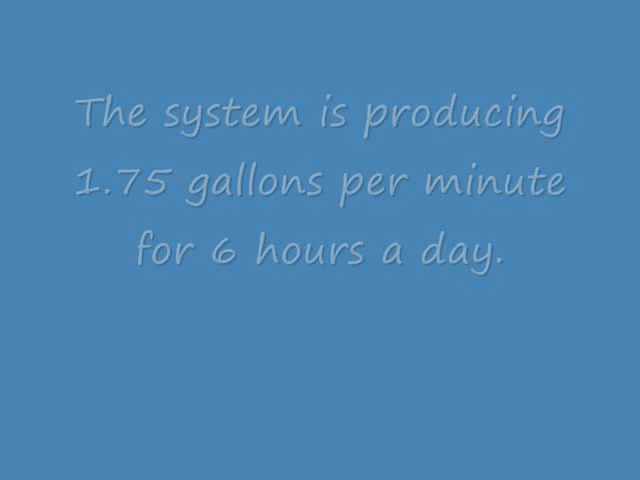 The system is producing
1.75 gallons per minute
for 6 hours a day.